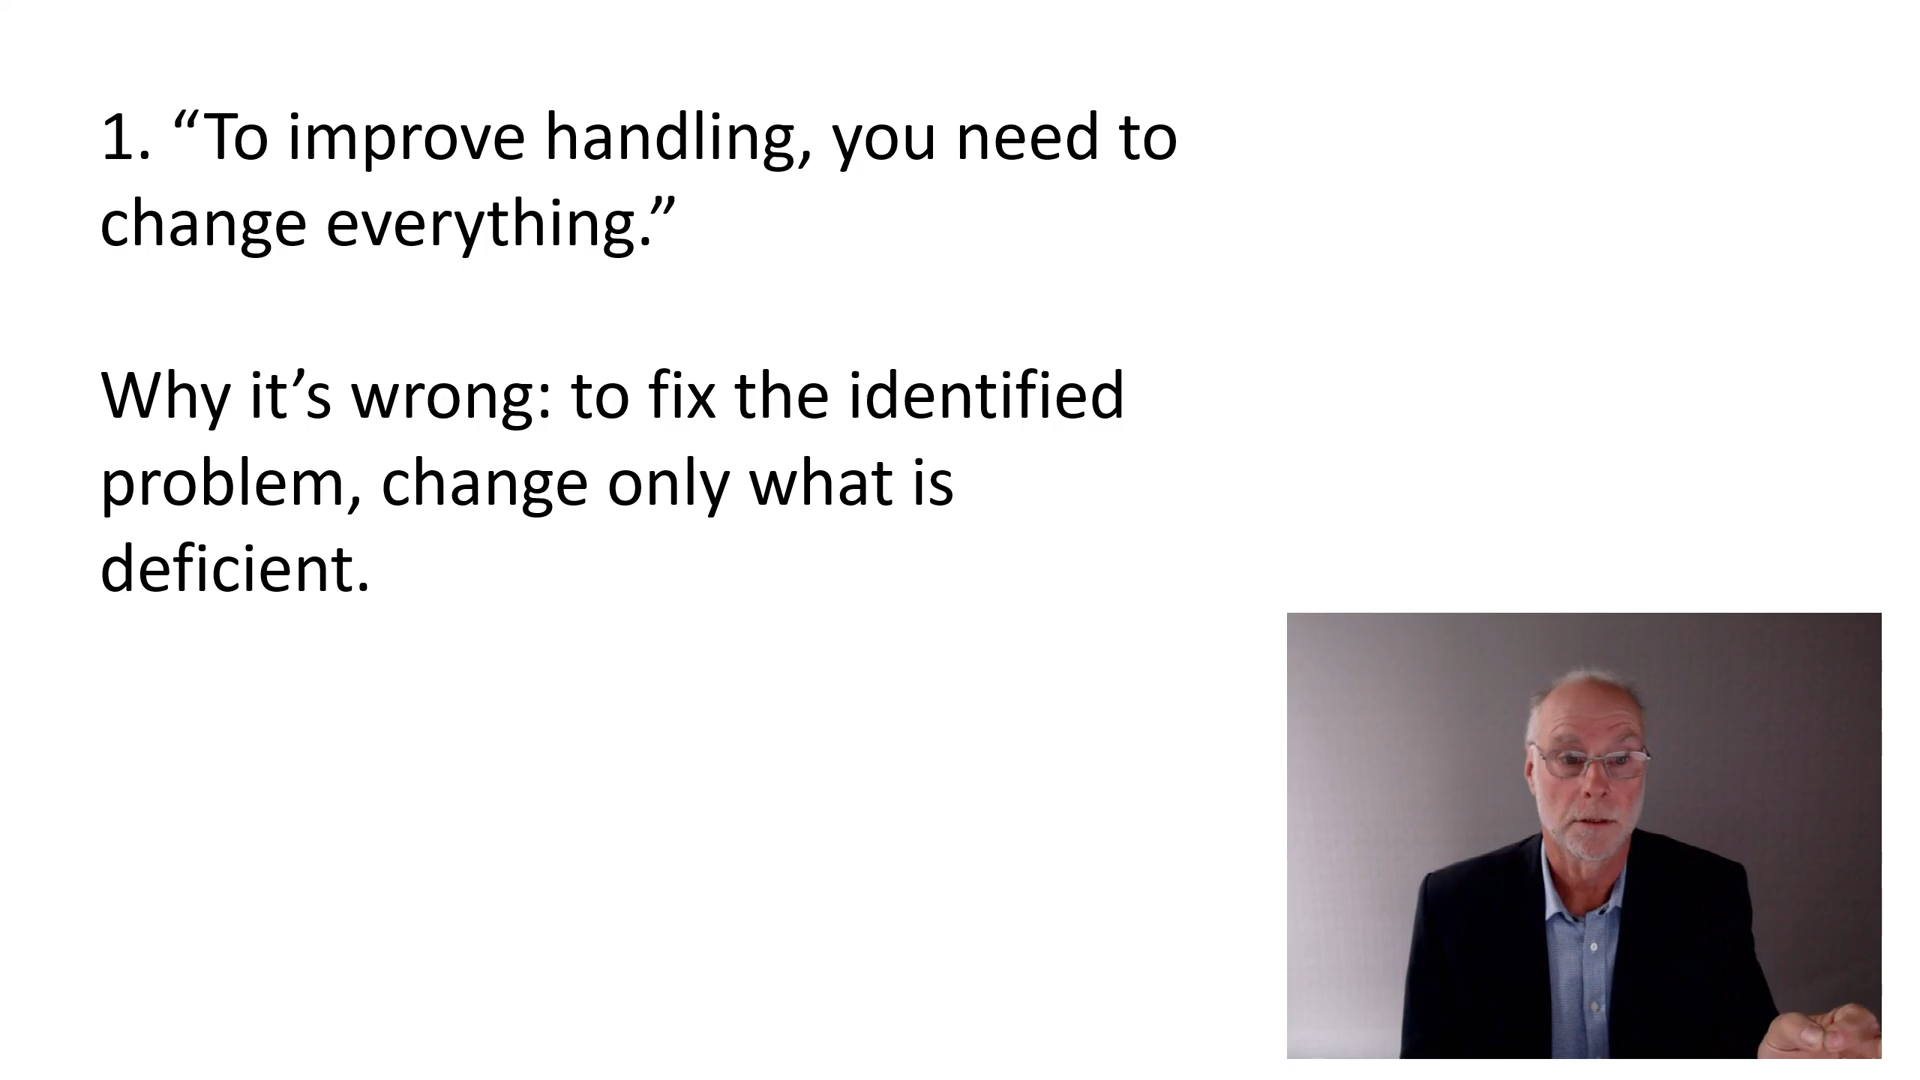 1. “To improve handling, you need to
change everything.”
Why it’s wrong: to fix the identified
problem, change only what is
deficient.